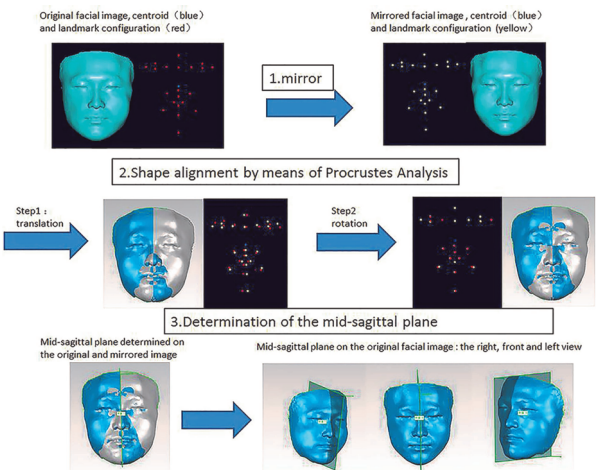 Original facial image, centroid（blue）
and landmark configuration（red）
Mirrored facial image , centroid（blue）
and landmark configuration (yellow）
1.mirror
2.Shape alignment by means of Procrustes Analysis
Step1：
translation
Step2
rotation
3.Determination of the mid-sagittal plane
Mid-sagittal plane determined on
the original and mirrored image
Mid-sagittal plane on the original facial image : the right, front and left view